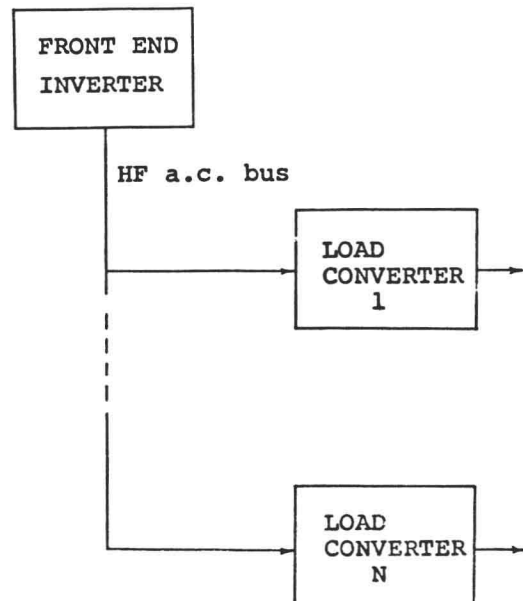 FRONT END
INVERTER
HF a.c. bus
LOAD
CONVERTER
1
LOAD
CONVERTER
N